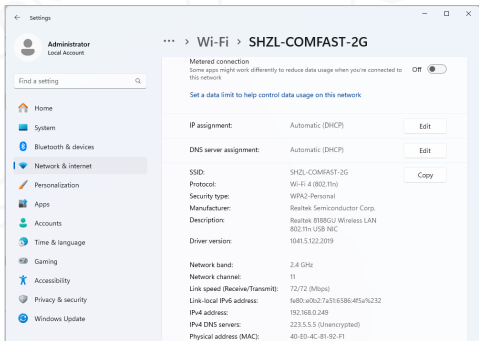 Settings
Administrator
Local Account
Find a setting
Home
System
Bluetooth & devices
Network & internet
Personalization
Apps
Accounts
Time & language
Gaming
Accessibility
Privacy & security
Windows Update
... > Wi-Fi > SHZL-COMFAST-2G
Metered connection
Some apps might work differently to reduce data usage when you're connected to
this network
Off
Set a data limit to help control data usage on this network
IP assignment: Automatic (DHCP) Edit
DNS server assignment: Automatic (DHCP) Edit
SSID: SHZL-COMFAST-2G Copy
Protocol: Wi-Fi 4 (802.11n)
Security type: WPA2-Personal
Manufacturer: Realtek Semiconductor Corp.
Description: Realtek 8188GU Wireless LAN
802.11n USB NIC
Driver version: 1041.5.122.2019
Network band: 2.4 GHz
Network channel: 11
Link speed (Receive/Transmit): 72/72 (Mbps)
Link-local IPv6 address: fe80::e0b2:7a51:6586:4f5a%232
IPv4 address: 192.168.0.249
IPv4 DNS servers: 223.5.5.5 (Unencrypted)
Physical address (MAC): 40-E0-4C-81-92-F1